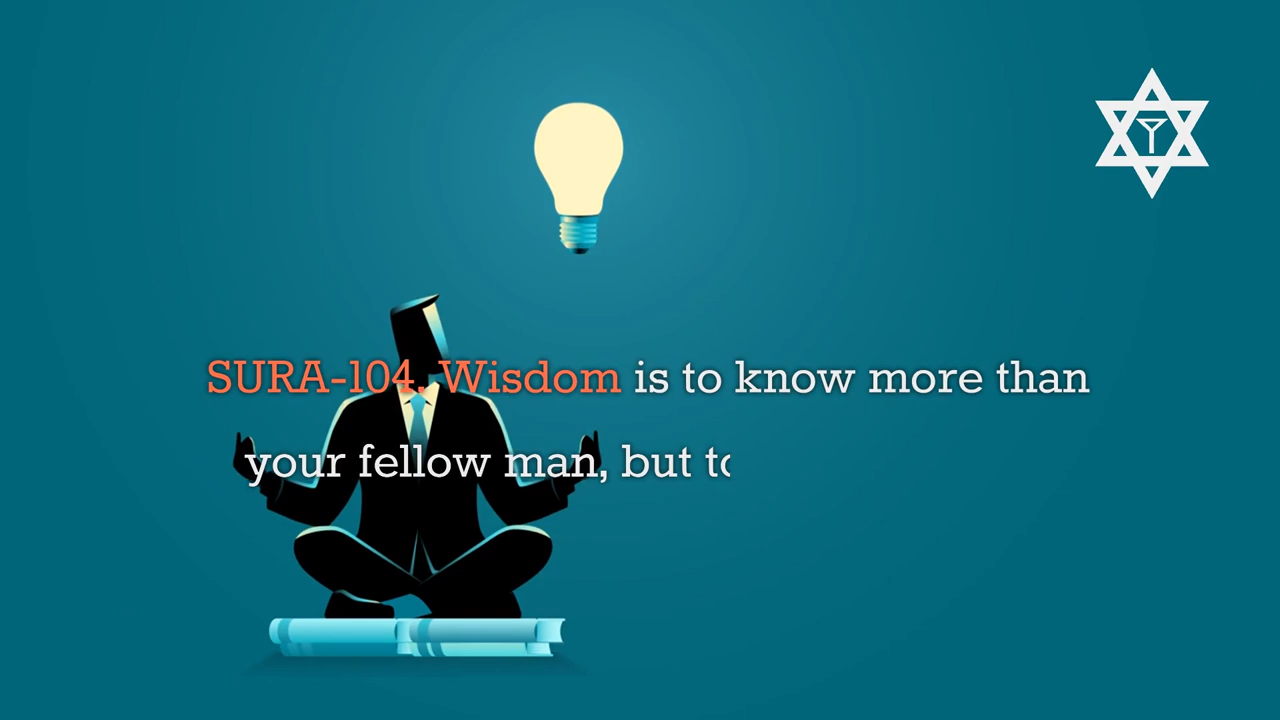 SURA-104. Wisdom is to know more than
your fellow man, but